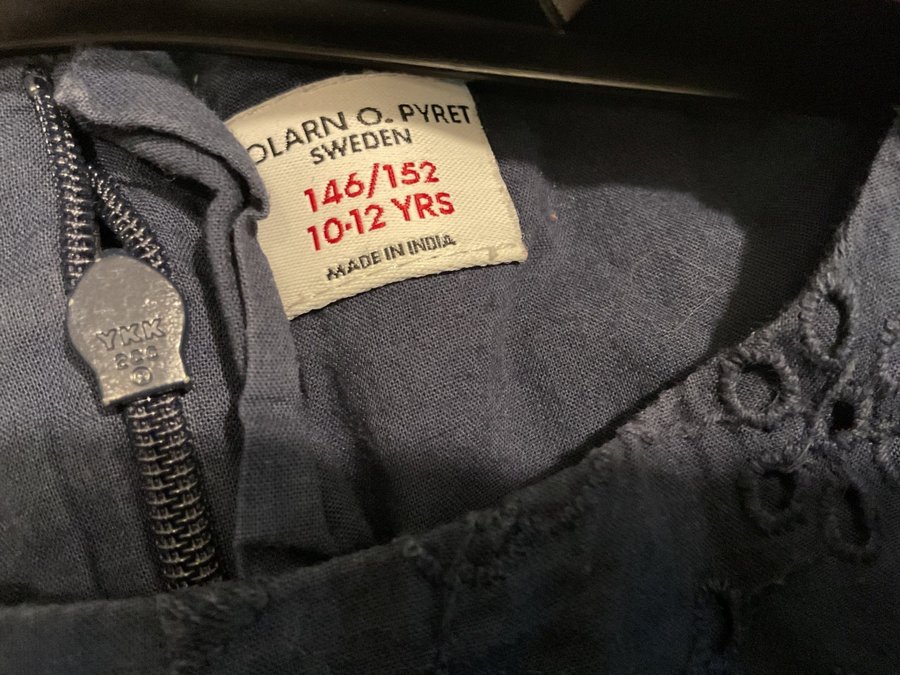 OLARN O. PYRET
SWEDEN
146/152
10-12 YRS
MADE IN INDIA
YKK